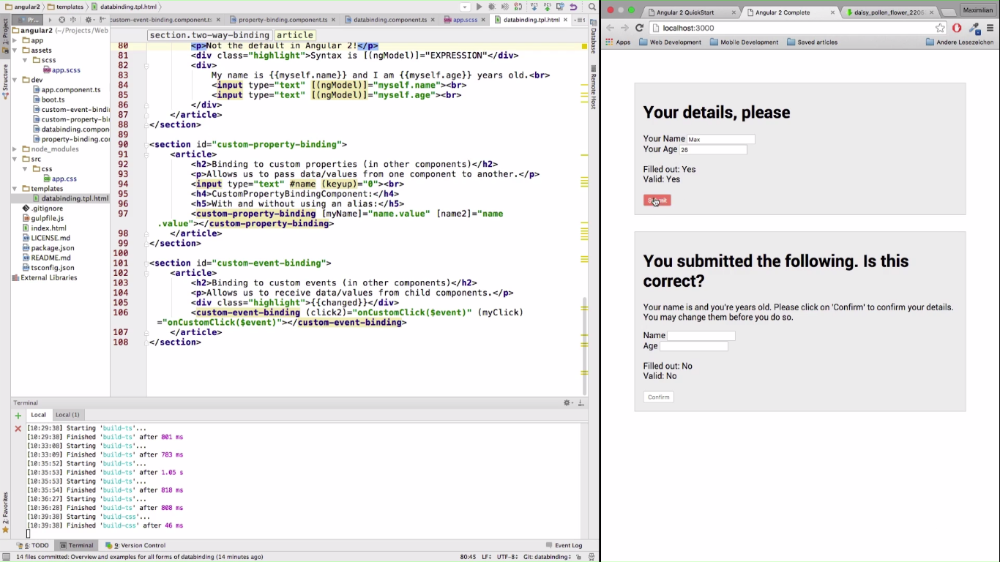 angular2 templates databinding.tpl.html
Pr...
custom-event-binding.component.ts property-binding.component.ts databinding.component.ts app.scss databinding.tpl.html
section.two-way-binding article
1: Project
Structure
2: Favorites
angular2 (~/Projects/Web
app
assets
scss
app.scss
dev
app.component.ts
boot.ts
custom-event-bindin
custom-property-bin
databinding.compone
property-binding.cor
node_modules
src
css
app.css
templates
databinding.tpl.html
.gitignore
gulpfile.js
index.html
LICENSE.md
package.json
README.md
tsconfig.json
External Libraries
80 <p>Not the default in Angular 2!</p>
81 <div class="highlight">Syntax is [(ngModel)]="EXPRESSION"</div>
82 <div>
83 My name is {{myself.name}} and I am {{myself.age}} years old.<br>
84 <input type="text" [(ngModel)]="myself.name"><br>
85 <input type="text" [(ngModel)]="myself.age"><br>
86 </div>
87 </article>
88 </section>
89
90 <section id="custom-property-binding">
91 <article>
92 <h2>Binding to custom properties (in other components)</h2>
93 <p>Allows us to pass data/values from one component to another.</p>
94 <input type="text" #name (keyup)="0"><br>
95 <h4>CustomPropertyBindingComponent:</h4>
96 <h5>With and without using an alias:</h5>
97 <custom-property-binding [myName]="name.value" [name2]="name
.value"></custom-property-binding>
98 </article>
99 </section>
100
101 <section id="custom-event-binding">
102 <article>
103 <h2>Binding to custom events (in other components)</h2>
104 <p>Allows us to receive data/values from child components.</p>
105 <div class="highlight">{{changed}}</div>
106 <custom-event-binding (click2)="onCustomClick($event)" (myClick)
="onCustomClick($event)"></custom-event-binding>
107 </article>
108 </section>
Database
Remote Host
Terminal
Local Local (1)
[10:29:38] Starting 'build-ts'...
[10:29:38] Finished 'build-ts' after 801 ms
[10:33:08] Starting 'build-ts'...
[10:33:09] Finished 'build-ts' after 783 ms
[10:35:52] Starting 'build-ts'...
[10:35:53] Finished 'build-ts' after 1.05 s
[10:35:53] Starting 'build-ts'...
[10:35:54] Finished 'build-ts' after 818 ms
[10:36:27] Starting 'build-ts'...
[10:36:28] Finished 'build-ts' after 808 ms
[10:39:38] Starting 'build-css'...
[10:39:38] Finished 'build-css' after 46 ms
6: TODO Terminal 9: Version Control Event Log
14 files committed: Overview and examples for all forms of databinding (14 minutes ago) 80:45 LF: UTF-8: Git: databinding:
Angular 2 QuickStart Angular 2 Complete daisy_pollen_flower_2205 Maximilian
localhost:3000
Apps Web Development Mobile Development Saved articles Andere Lesezeichen
Your details, please
Your Name Max
Your Age 26
Filled out: Yes
Valid: Yes
Submit
You submitted the following. Is this
correct?
Your name is and you're years old. Please click on 'Confirm' to confirm your details.
You may change them before you do so.
Name
Age
Filled out: No
Valid: No
Confirm